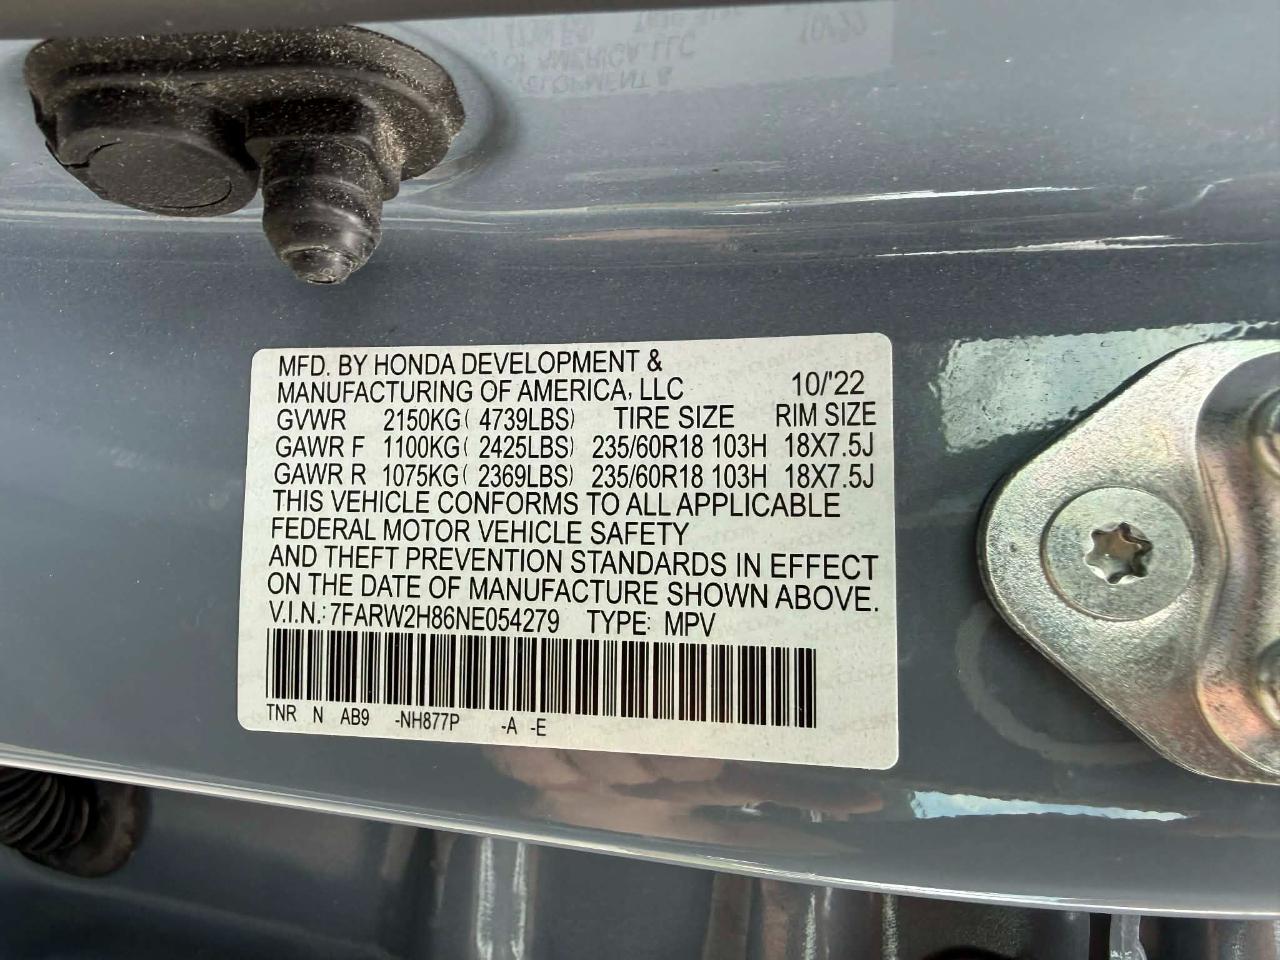 MFD. BY HONDA DEVELOPMENT &
MANUFACTURING OF AMERICA, LLC 10/'22
GVWR 2150KG( 4739LBS) TIRE SIZE RIM SIZE
GAWR F 1100KG( 2425LBS) 235/60R18 103H 18X7.5J
GAWR R 1075KG( 2369LBS) 235/60R18 103H 18X7.5J
THIS VEHICLE CONFORMS TO ALL APPLICABLE
FEDERAL MOTOR VEHICLE SAFETY
AND THEFT PREVENTION STANDARDS IN EFFECT
ON THE DATE OF MANUFACTURE SHOWN ABOVE.
V.I.N.: 7FARW2H86NE054279 TYPE: MPV
TNR N AB9 -NH877P -A -E